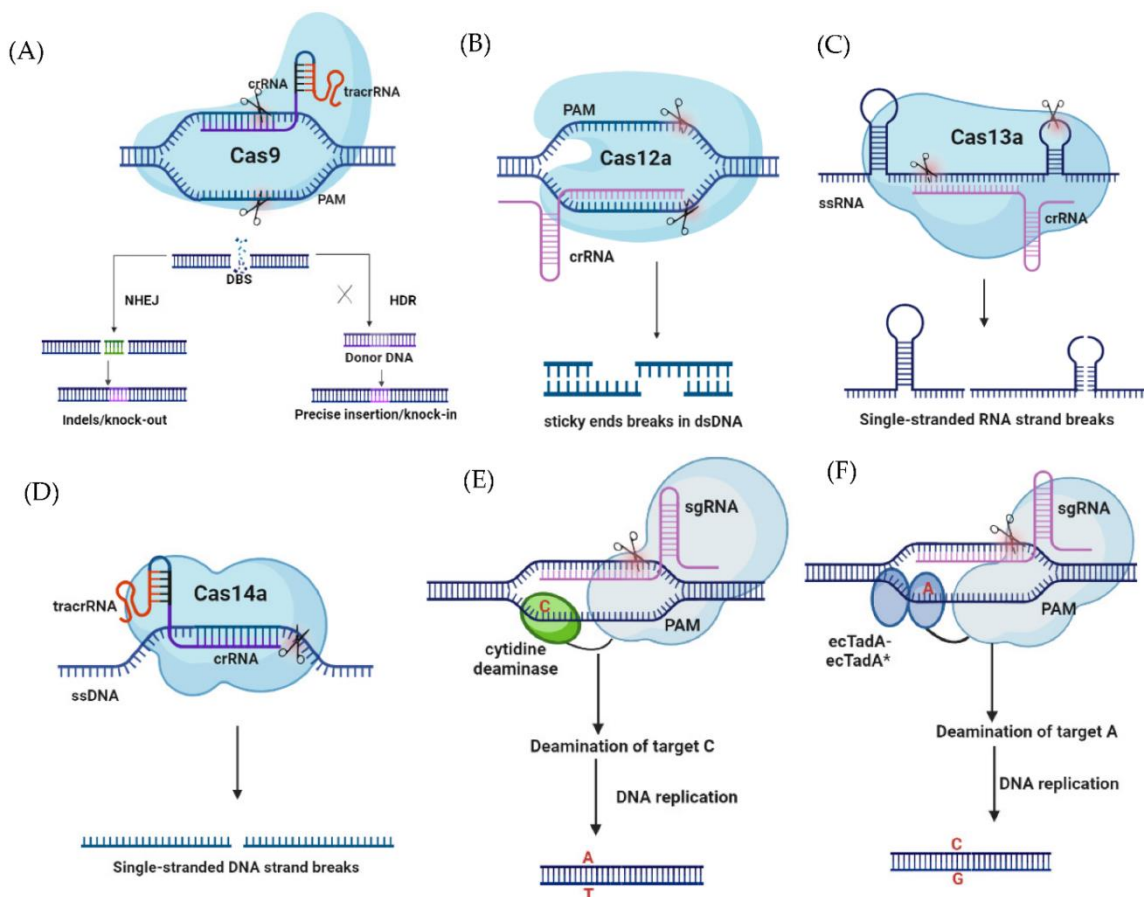 (A)
crRNA
tracrRNA
Cas9
PAM
DBS
NHEJ
HDR
Donor DNA
Indels/knock-out
Precise insertion/knock-in
(B)
PAM
Cas12a
crRNA
sticky ends breaks in dsDNA
(C)
Cas13a
ssRNA
crRNA
Single-stranded RNA strand breaks
(D)
Cas14a
tracrRNA
crRNA
ssDNA
Single-stranded DNA strand breaks
(E)
sgRNA
C
PAM
cytidine
deaminase
Deamination of target C
DNA replication
A
T
(F)
sgRNA
A
PAM
ecTadA-
ecTadA*
Deamination of target A
DNA replication
C
G